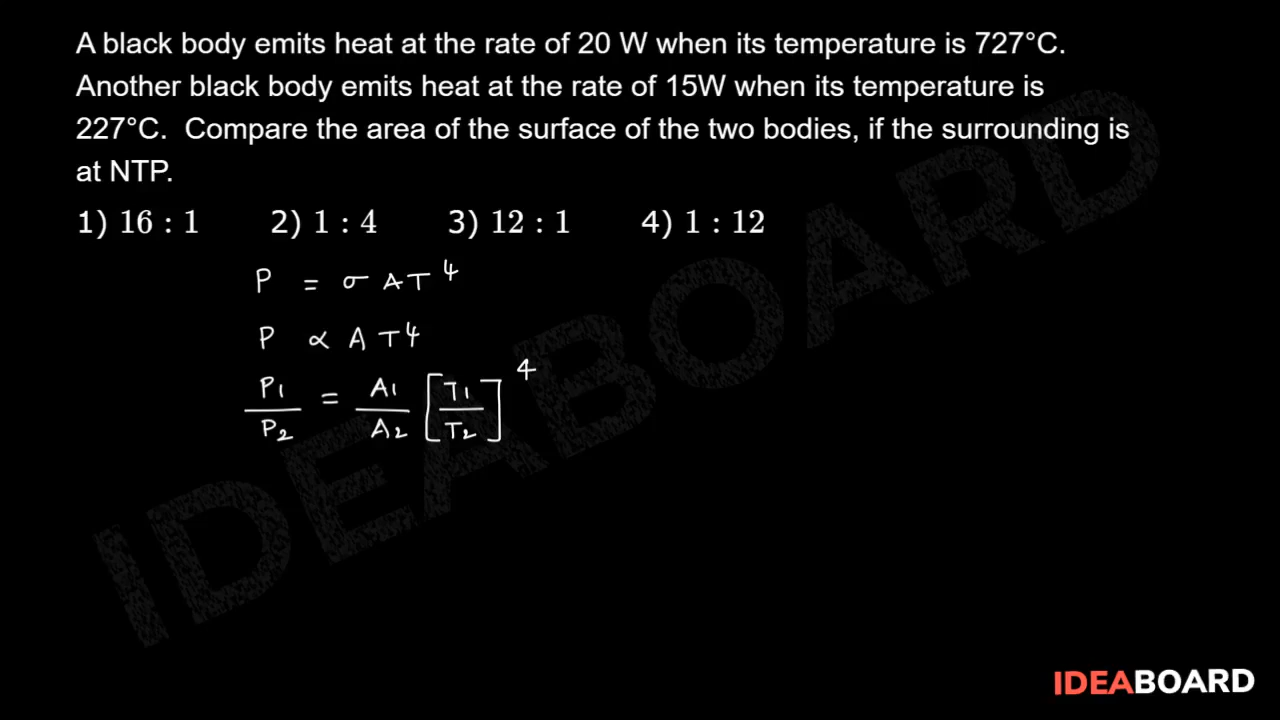 A black body emits heat at the rate of 20 W when its temperature is 727°C.
Another black body emits heat at the rate of 15W when its temperature is
227°C. Compare the area of the surface of the two bodies, if the surrounding is
at NTP.
1) 16 : 1 2) 1 : 4 3) 12 : 1 4) 1 : 12
P = σ A T⁴
P ∝ A T⁴
P₁/P₂ = A₁/A₂ [T₁/T₂]⁴
IDEABOARD
IDEABOARD